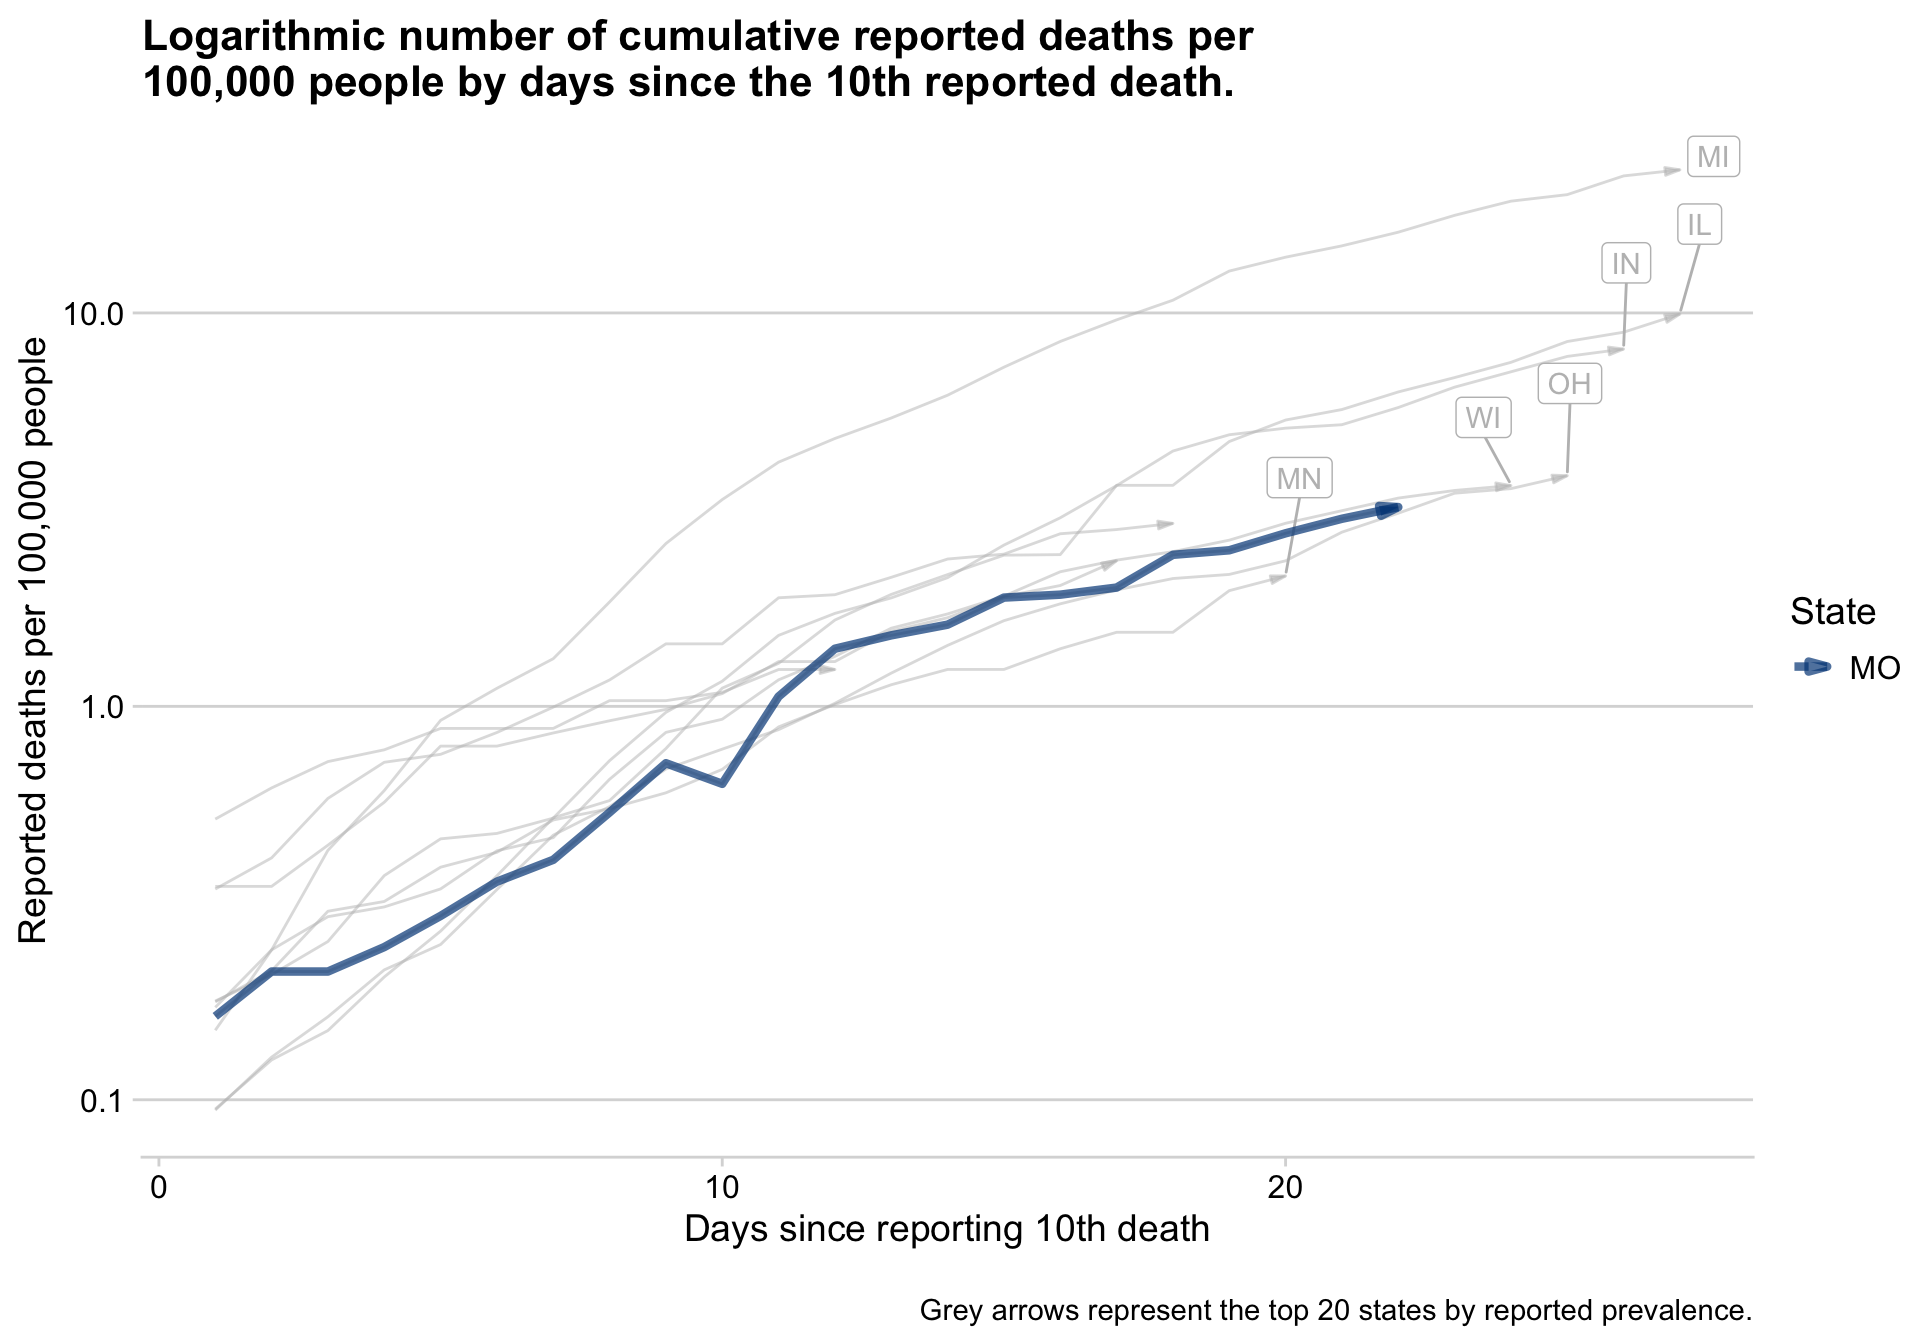 Logarithmic number of cumulative reported deaths per
100,000 people by days since the 10th reported death.
MI
IL
IN
OH
WI
MN
10.0
1.0
0.1
Reported deaths per 100,000 people
0 10 20
Days since reporting 10th death
State
MO
Grey arrows represent the top 20 states by reported prevalence.